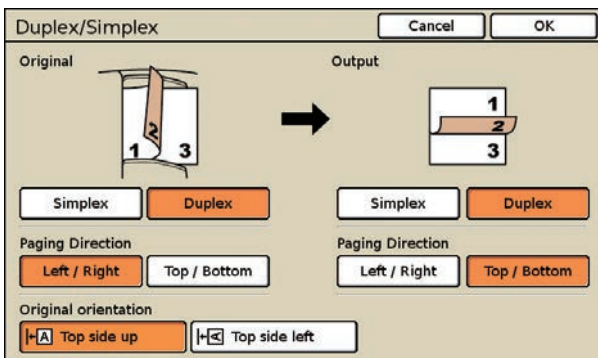 Duplex/Simplex Cancel OK
Original Output
1 2 3
1
2
3
Simplex Duplex Simplex Duplex
Paging Direction Paging Direction
Left / Right Top / Bottom Left / Right Top / Bottom
Original orientation
A Top side up A Top side left